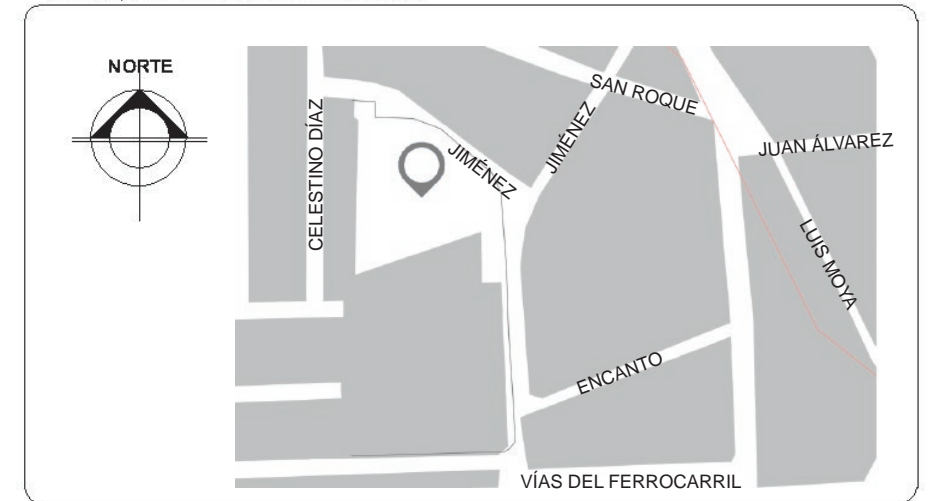 NORTE
SAN ROQUE
JIMÉNEZ
JUAN ÁLVAREZ
CELESTINO DÍAZ
JIMÉNEZ
LUIS MOYA
ENCANTO
VÍAS DEL FERROCARRIL